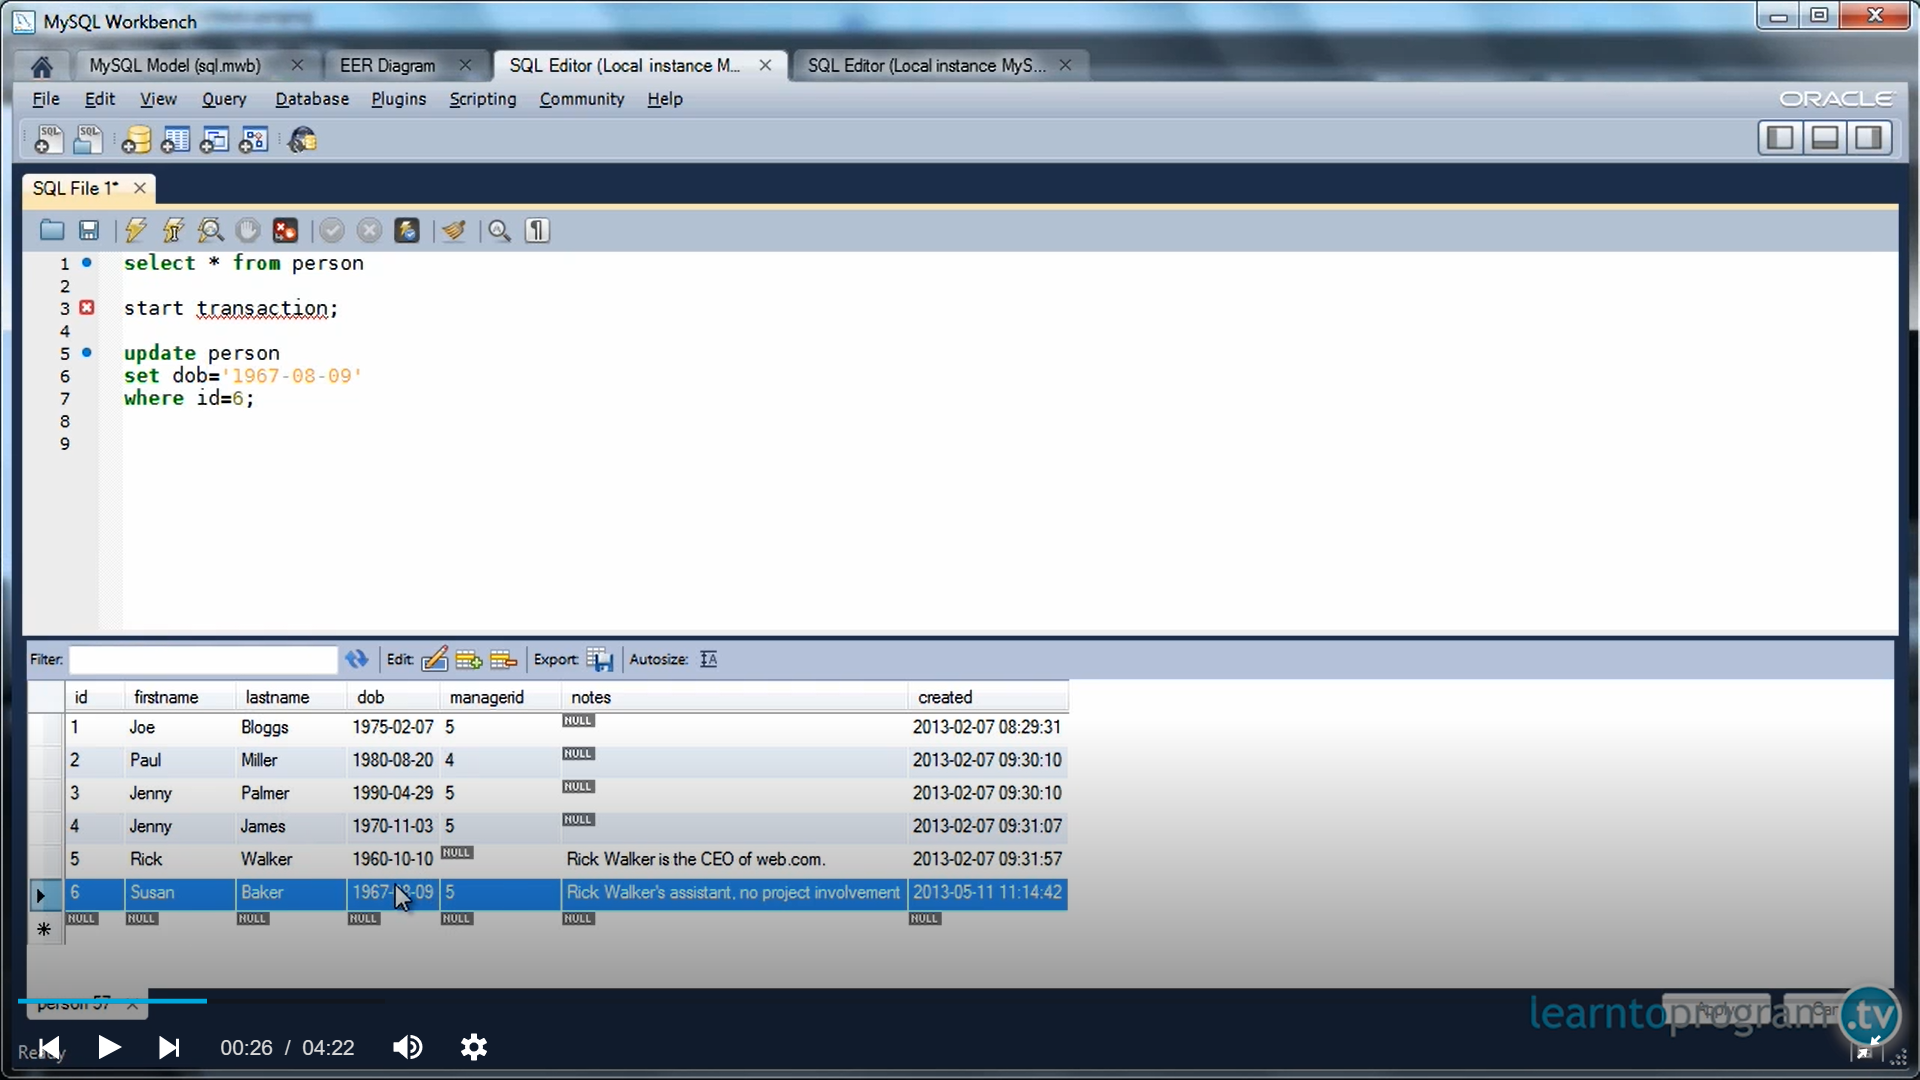 MySQL Workbench
MySQL Model (sql.mwb)
EER Diagram
SQL Editor (Local instance M...
SQL Editor (Local instance MyS...
File Edit View Query Database Plugins Scripting Community Help
ORACLE
SQL SQL
SQL File 1*
1 select * from person
2
3 start transaction;
4
5 update person
6 set dob='1967-08-09'
7 where id=6;
8
9
Filter: Edit: Export: Autosize:
id firstname lastname dob managerid notes created
1 Joe Bloggs 1975-02-07 5 NULL 2013-02-07 08:29:31
2 Paul Miller 1980-08-20 4 NULL 2013-02-07 09:30:10
3 Jenny Palmer 1990-04-29 5 NULL 2013-02-07 09:30:10
4 Jenny James 1970-11-03 5 NULL 2013-02-07 09:31:07
5 Rick Walker 1960-10-10 NULL Rick Walker is the CEO of web.com. 2013-02-07 09:31:57
6 Susan Baker 1967-08-09 5 Rick Walker's assistant, no project involvement 2013-05-11 11:14:42
NULL NULL NULL NULL NULL NULL NULL
person 57
Apply
learntoprogram.tv
Ready
00:26 / 04:22